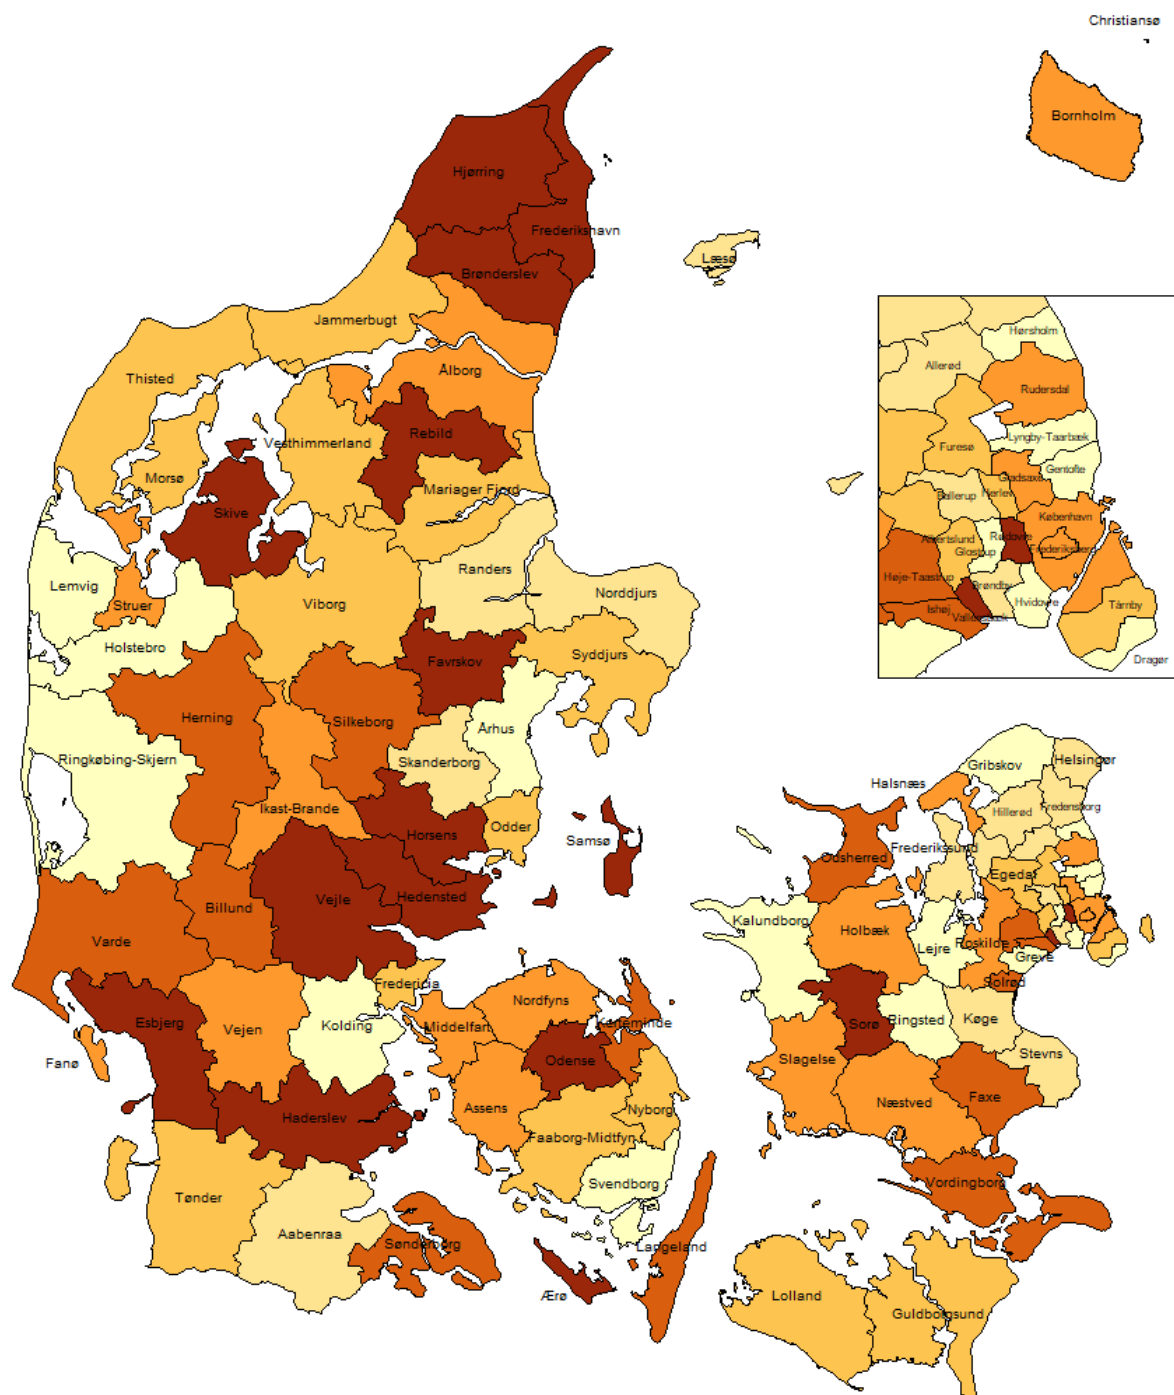 Christiansø
Bornholm
Hjørring
Frederikshavn
Læsø
Brønderslev
Jammerbugt
Hørsholm
Allerød
Ålborg
Thisted
Rudersdal
Rebild
Vesthimmerland
Lyngby-Taarbæk
Furesø
Gentofte
Morsø
Gladsaxe
Mariager Fjord
Ballerup
Herlev
Skive
København
Rødovre
Albertslund
Frederiksberg
Glostrup
Randers
Høje-Taastrup
Lemvig
Brøndby
Norddjurs
Viborg
Hvidovre
Struer
Ishøj
Tårnby
Vallensbæk
Holstebro
Syddjurs
Favrskov
Dragør
Herning
Silkeborg
Århus
Ringkøbing-Skjern
Skanderborg
Gribskov
Helsingør
Halsnæs
Ikast-Brande
Fredensborg
Hillerød
Odder
Horsens
Samsø
Frederikssund
Odsherred
Egedal
Hedensted
Vejle
Billund
Kalundborg
Holbæk
Varde
Roskilde
Lejre
Greve
Fredericia
Solrød
Nordfyns
Esbjerg
Kerteminde
Vejen
Kolding
Middelfart
Sorø
Ringsted
Køge
Stevns
Odense
Slagelse
Fanø
Faxe
Næstved
Assens
Nyborg
Haderslev
Faaborg-Midtfyn
Svendborg
Vordingborg
Tønder
Aabenraa
Sønderborg
Langeland
Ærø
Lolland
Guldborgsund